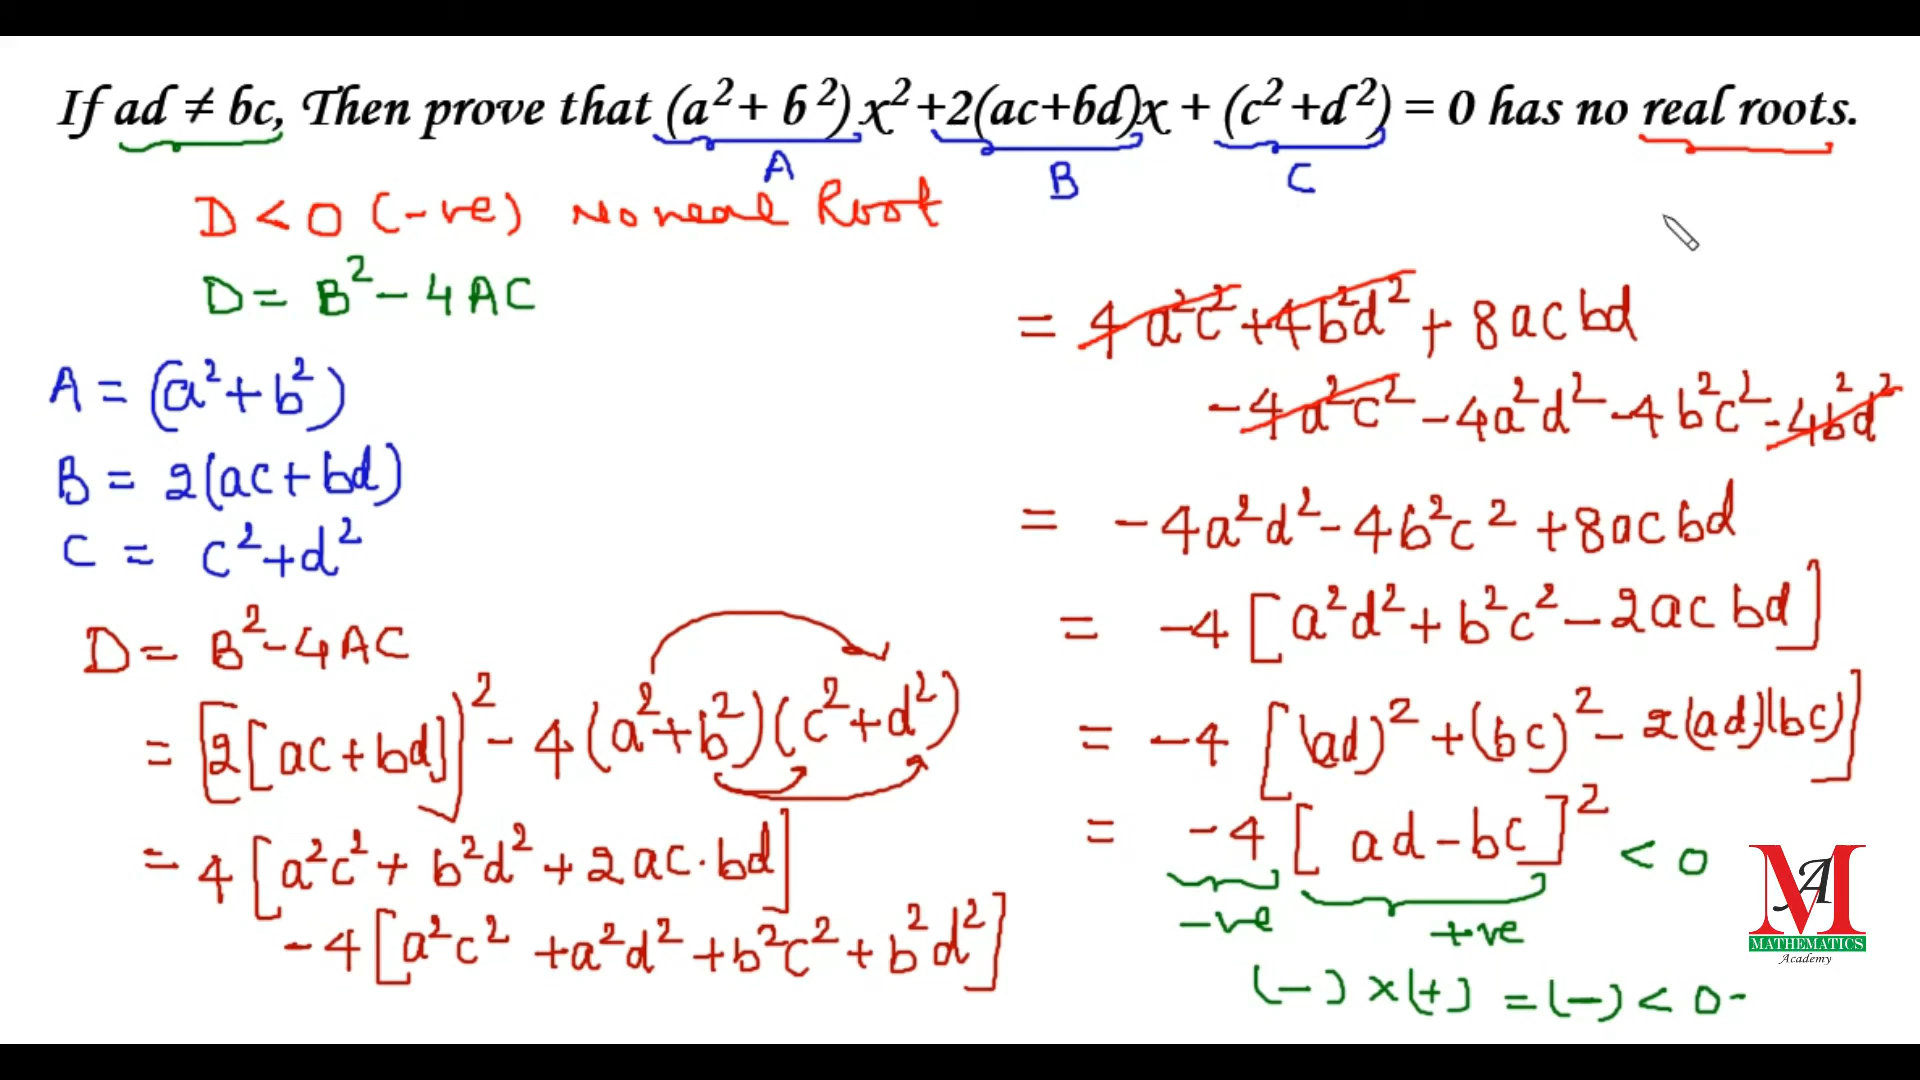 If ad ≠ bc, Then prove that (a²+ b²)x²+2(ac+bd)x + (c²+d²) = 0 has no real roots.
A B C
D < 0 (-ve) No real Root
D = B² - 4AC
A = (a² + b²)
B = 2(ac + bd)
C = c² + d²
D = B² - 4AC
= [2[ac + bd]]² - 4(a² + b²)(c² + d²)
= 4[a²c² + b²d² + 2ac·bd]
- 4[a²c² + a²d² + b²c² + b²d²]
= 4a²c² + 4b²d² + 8acbd
- 4a²c² - 4a²d² - 4b²c² - 4b²d²
= - 4a²d² - 4b²c² + 8acbd
= -4[a²d² + b²c² - 2acbd]
= -4[(ad)² + (bc)² - 2(ad)(bc)]
= -4[ad - bc]² < 0
-ve +ve
(-) x (+) = (-) < 0 -
MA
MATHEMATICS
Academy